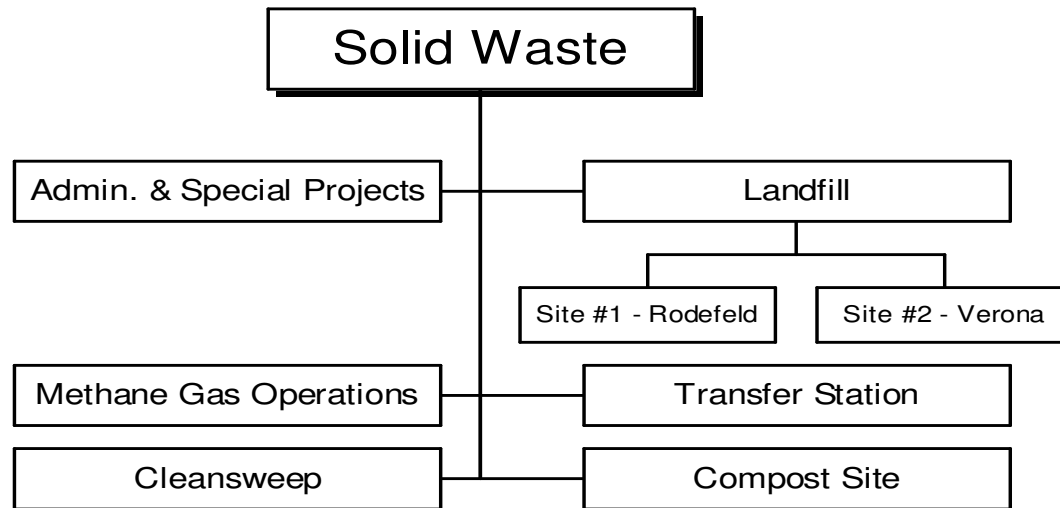 Solid Waste
Admin. & Special Projects
Landfill
Site #1 - Rodefeld
Site #2 - Verona
Methane Gas Operations
Transfer Station
Cleansweep
Compost Site